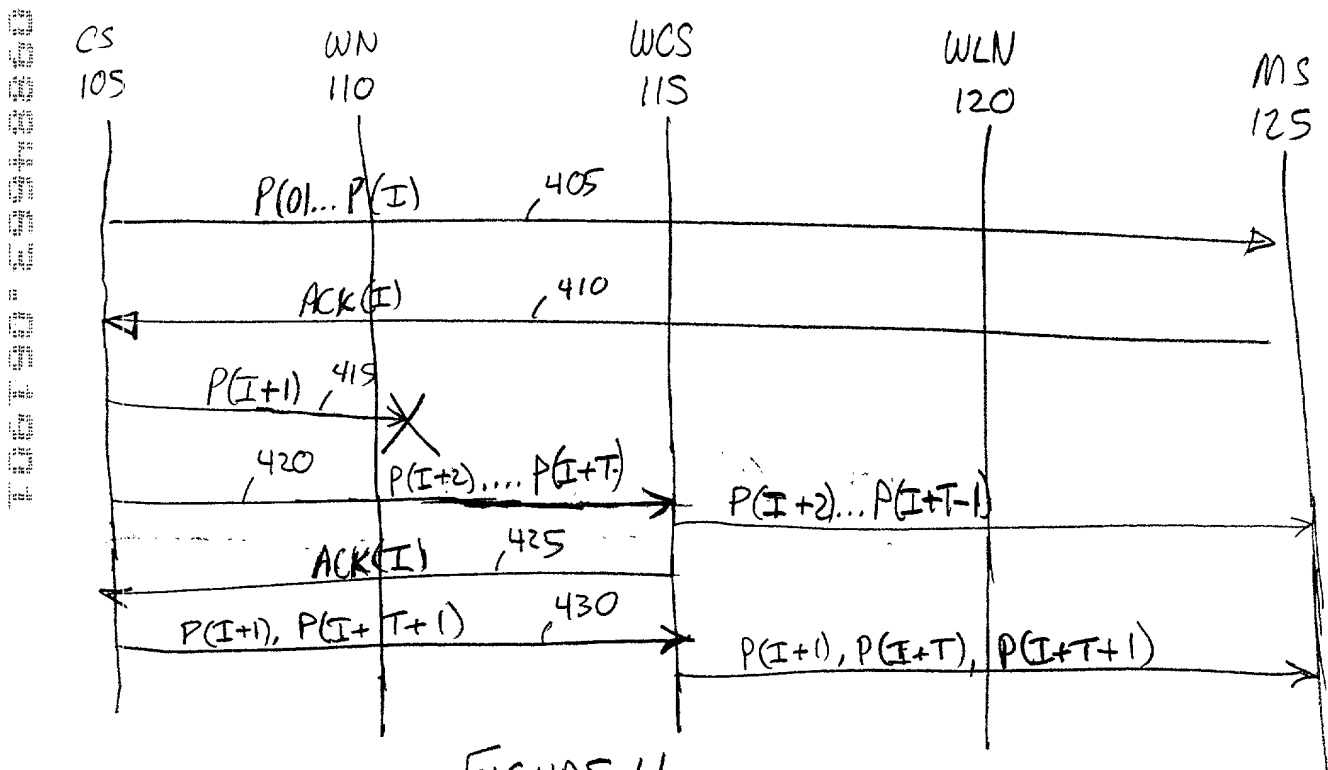 CS WN WCS WLN MS
105 110 115 120 125
P(0)... P(I) 405
ACK(I) 410
P(I+1) 415
420 P(I+2).... P(I+T) P(I+2)...P(I+T-1)
ACK(I) 425
P(I+1), P(I+T+1) 430 P(I+1), P(I+T), P(I+T+1)